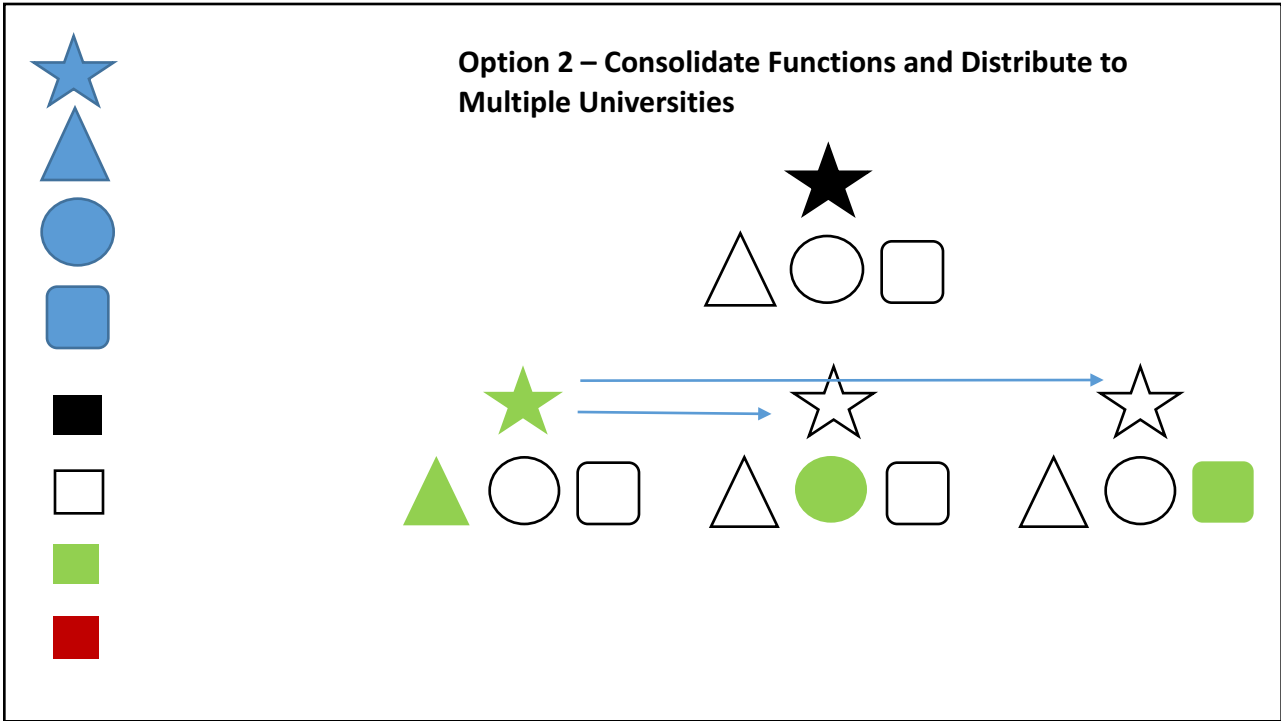 Option 2 – Consolidate Functions and Distribute to
Multiple Universities